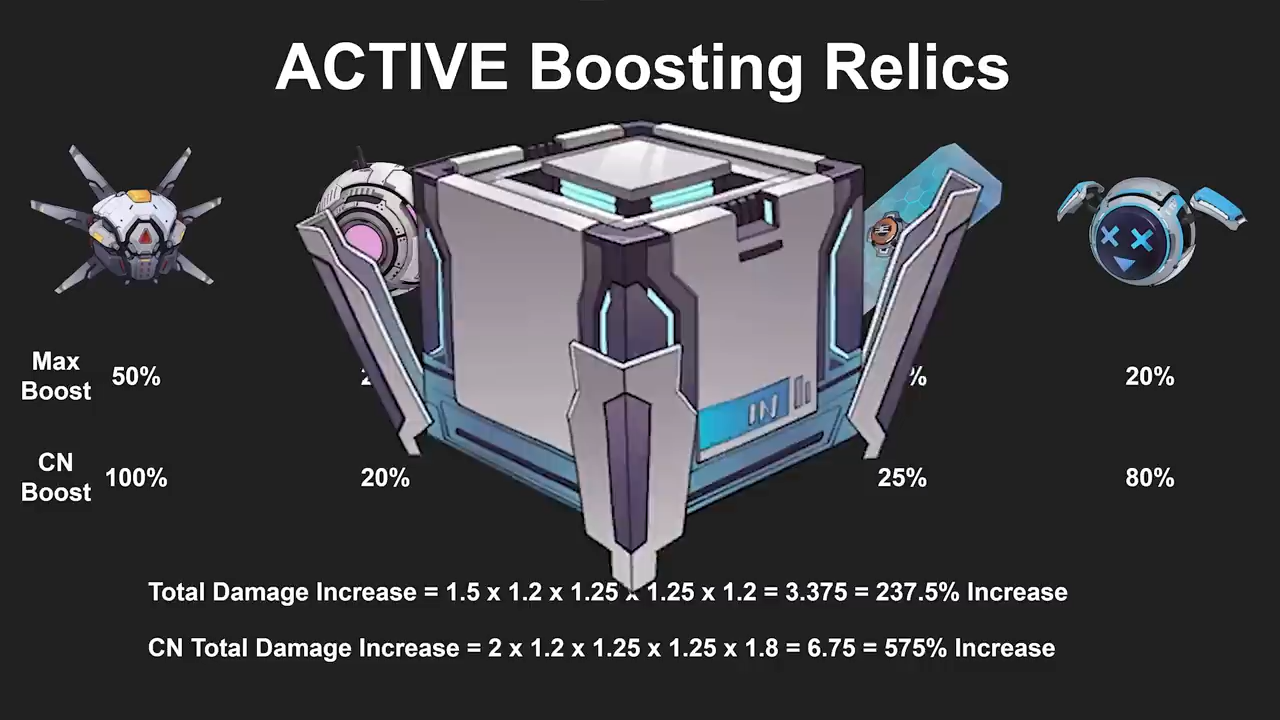 ACTIVE Boosting Relics
Max Boost 50% 20%
CN Boost 100% 20% 25% 80%
IN
Total Damage Increase = 1.5 x 1.2 x 1.25 x 1.25 x 1.2 = 3.375 = 237.5% Increase
CN Total Damage Increase = 2 x 1.2 x 1.25 x 1.25 x 1.8 = 6.75 = 575% Increase